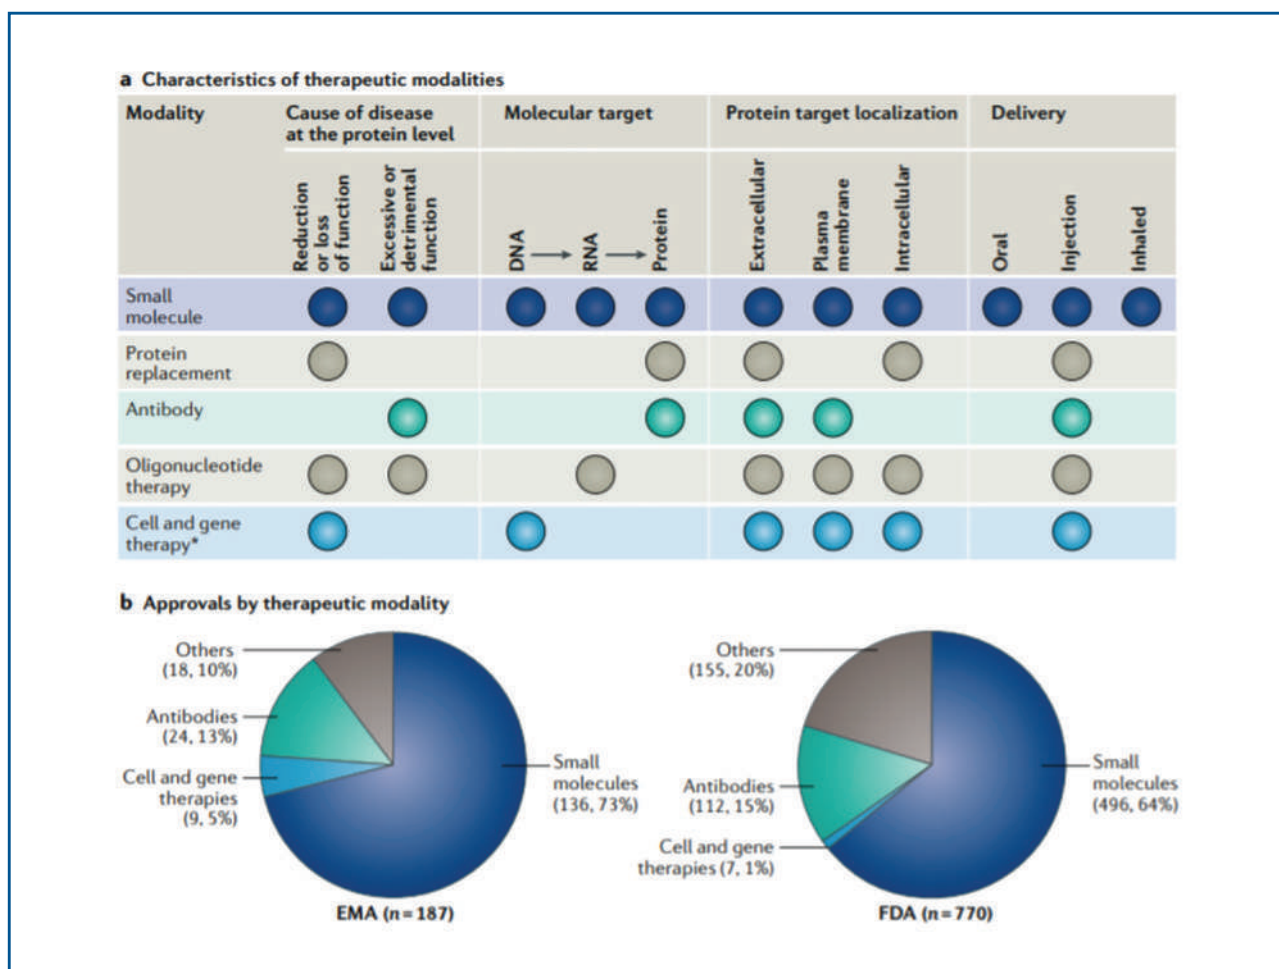 a Characteristics of therapeutic modalities
Modality
Cause of disease
at the protein level
Molecular target
Protein target localization
Delivery
Reduction
or loss
of function
Excessive or
detrimental
function
DNA
RNA
Protein
Extracellular
Plasma
membrane
Intracellular
Oral
Injection
Inhaled
Small
molecule
Protein
replacement
Antibody
Oligonucleotide
therapy
Cell and gene
therapy*
b Approvals by therapeutic modality
Others
(18, 10%)
Antibodies
(24, 13%)
Cell and gene
therapies
(9, 5%)
Small
molecules
(136, 73%)
EMA (n=187)
Others
(155, 20%)
Antibodies
(112, 15%)
Cell and gene
therapies (7, 1%)
Small
molecules
(496, 64%)
FDA (n=770)